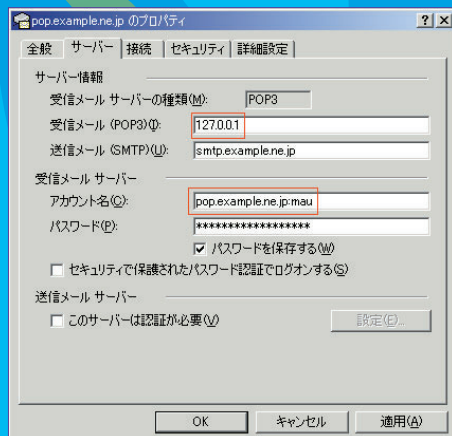 pop.example.ne.jp のプロパティ
全般 サーバー 接続 セキュリティ 詳細設定
サーバー情報
受信メール サーバーの種類(M): POP3
受信メール (POP3)(I): 127.0.0.1
送信メール (SMTP)(U): smtp.example.ne.jp
受信メール サーバー
アカウント名(C): pop.example.ne.jp:mau
パスワード(P): ******************
パスワードを保存する(W)
セキュリティで保護されたパスワード認証でログオンする(S)
送信メール サーバー
このサーバーは認証が必要(V) 設定(E)...
OK キャンセル 適用(A)